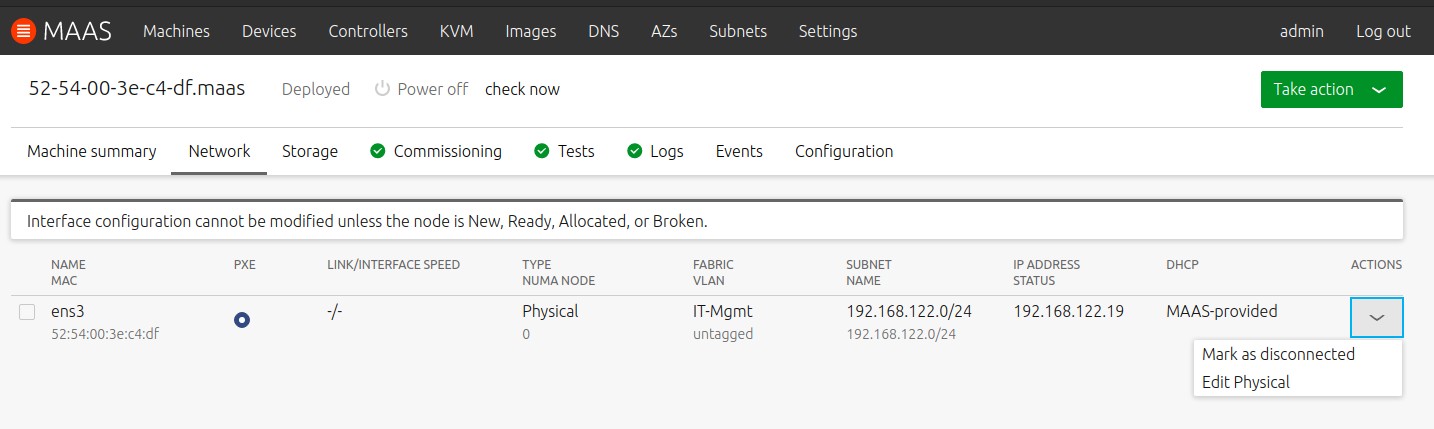 MAAS Machines Devices Controllers KVM Images DNS AZs Subnets Settings admin Log out
52-54-00-3e-c4-df.maas Deployed Power off check now Take action
Machine summary Network Storage Commissioning Tests Logs Events Configuration
Interface configuration cannot be modified unless the node is New, Ready, Allocated, or Broken.
NAME PXE LINK/INTERFACE SPEED TYPE FABRIC SUBNET IP ADDRESS DHCP ACTIONS
MAC NUMA NODE VLAN NAME STATUS
ens3 -/- Physical IT-Mgmt 192.168.122.0/24 192.168.122.19 MAAS-provided
52:54:00:3e:c4:df 0 untagged 192.168.122.0/24
Mark as disconnected
Edit Physical